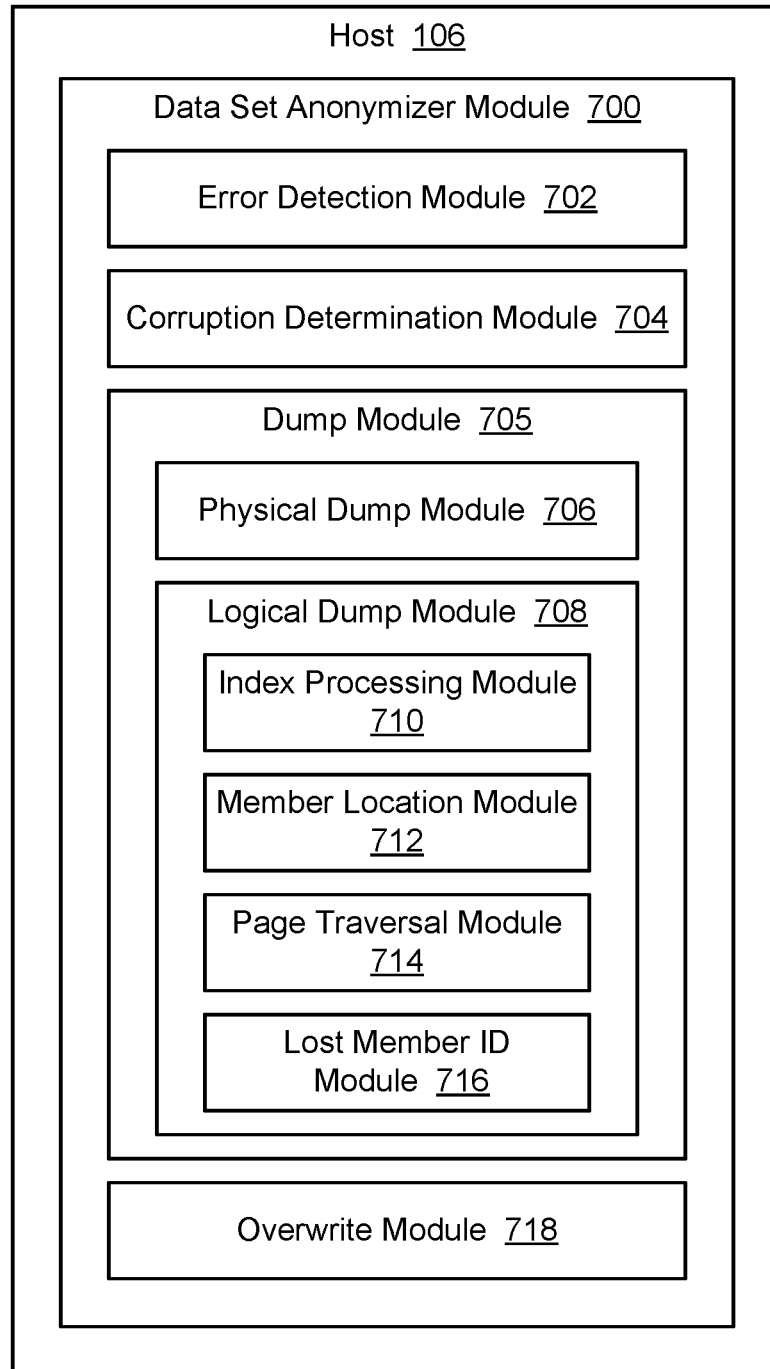 Host 106
Data Set Anonymizer Module 700
Error Detection Module 702
Corruption Determination Module 704
Dump Module 705
Physical Dump Module 706
Logical Dump Module 708
Index Processing Module
710
Member Location Module
712
Page Traversal Module
714
Lost Member ID
Module 716
Overwrite Module 718